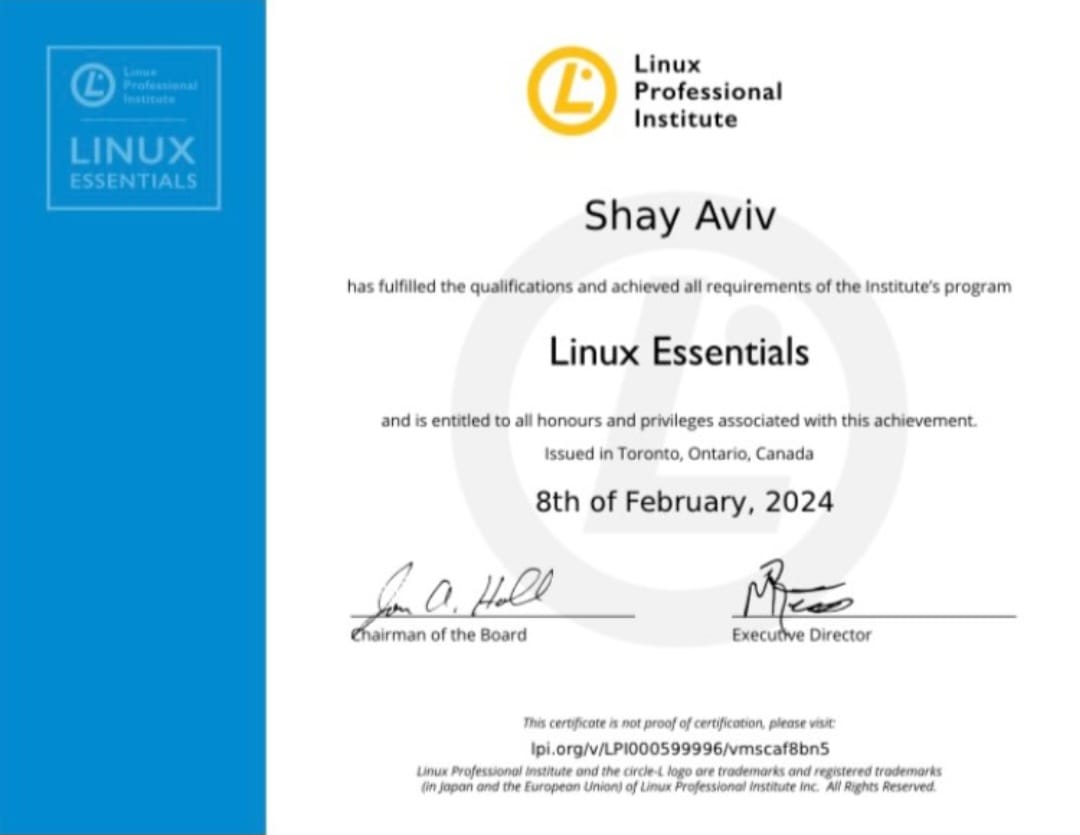 Linux
Professional
Institute
LINUX
ESSENTIALS
Linux
Professional
Institute
Shay Aviv
has fulfilled the qualifications and achieved all requirements of the Institute's program
Linux Essentials
and is entitled to all honours and privileges associated with this achievement.
Issued in Toronto, Ontario, Canada
8th of February, 2024
Jon A. Hall
Chairman of the Board
Executive Director
This certificate is not proof of certification, please visit:
lpi.org/v/LPI000599996/vmscaf8bn5
Linux Professional Institute and the circle-L logo are trademarks and registered trademarks
(in Japan and the European Union) of Linux Professional Institute Inc. All Rights Reserved.